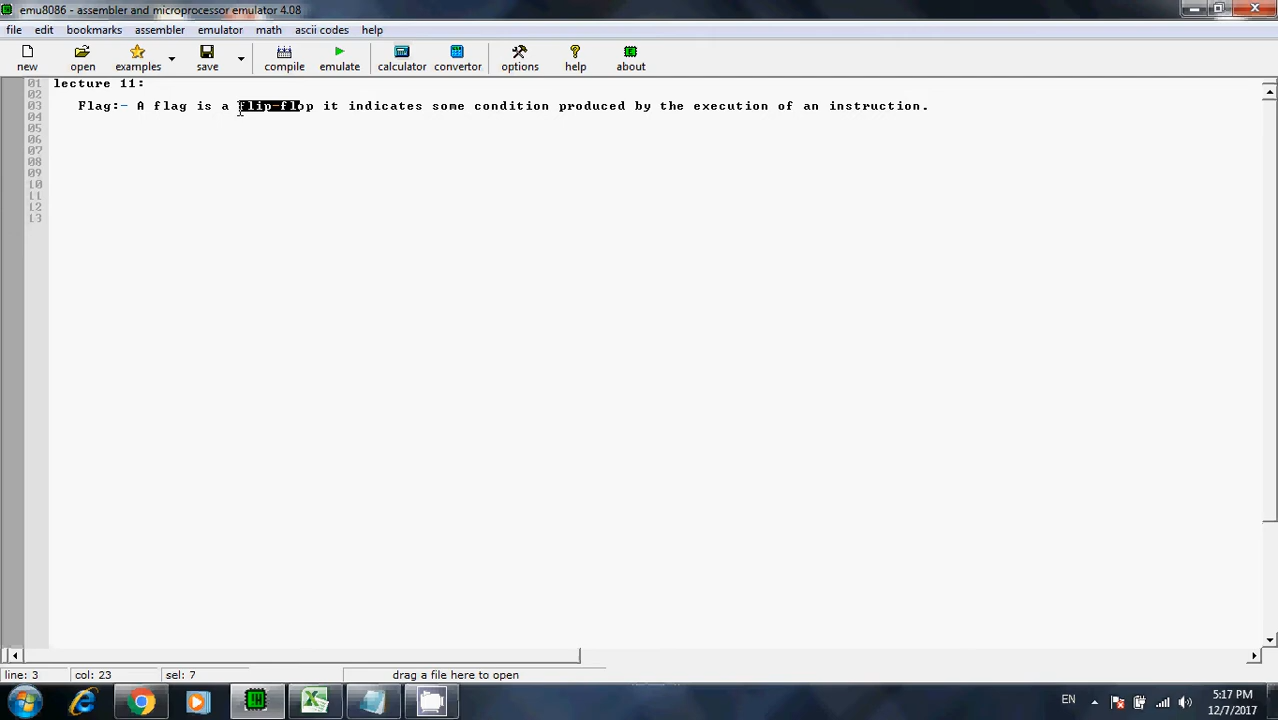 emu8086 - assembler and microprocessor emulator 4.08
file edit bookmarks assembler emulator math ascii codes help
new open examples save compile emulate calculator convertor options help about
01 lecture 11:
02
03 Flag:- A flag is a flip-flop it indicates some condition produced by the execution of an instruction.
04
05
06
07
08
09
10
11
12
13
line: 3 col: 23 sel: 7 drag a file here to open
EN 5:17 PM
12/7/2017